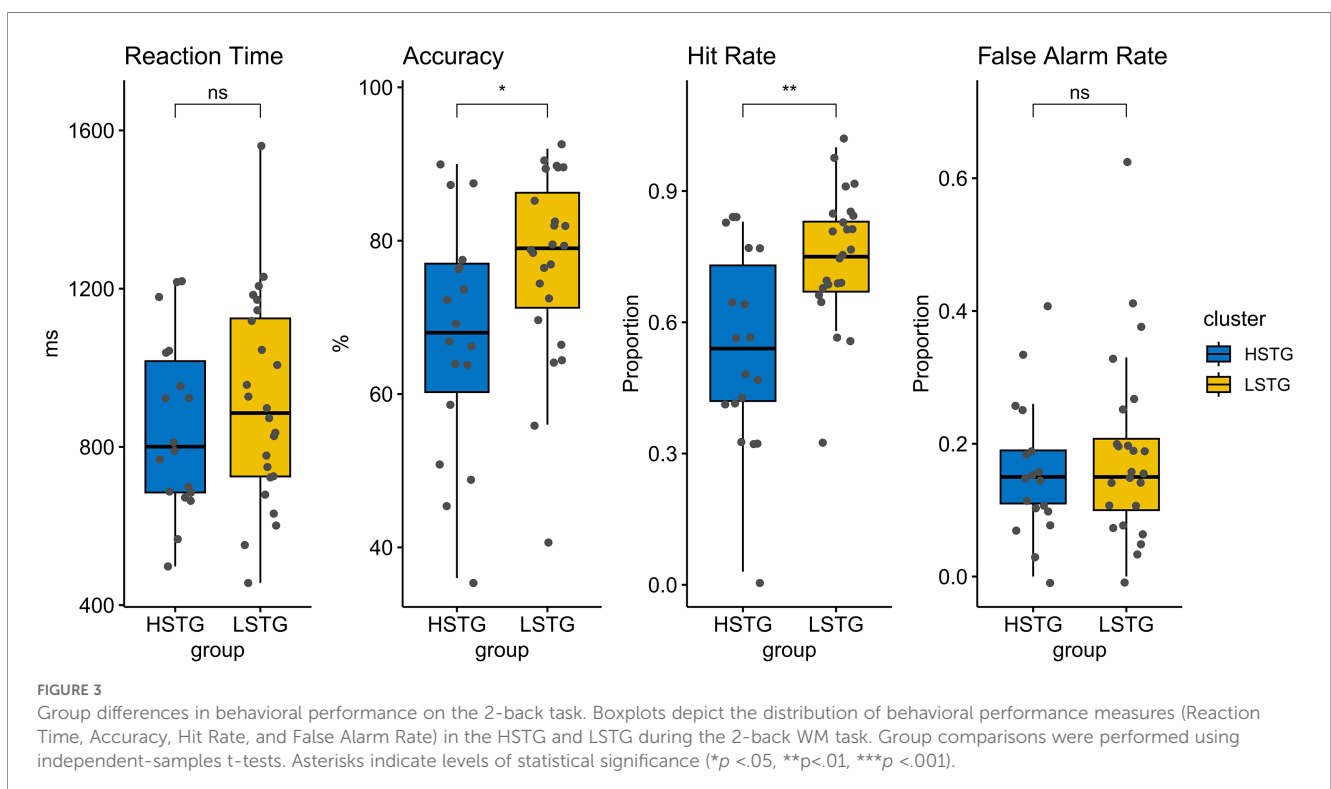 Reaction Time
ns
1600
1200
800
400
ms
HSTG LSTG
group
Accuracy
*
100
80
60
40
%
HSTG LSTG
group
Hit Rate
**
0.9
0.6
0.3
0.0
Proportion
HSTG LSTG
group
False Alarm Rate
ns
0.6
0.4
0.2
0.0
Proportion
HSTG LSTG
group
cluster
HSTG
LSTG
FIGURE 3
Group differences in behavioral performance on the 2-back task. Boxplots depict the distribution of behavioral performance measures (Reaction
Time, Accuracy, Hit Rate, and False Alarm Rate) in the HSTG and LSTG during the 2-back WM task. Group comparisons were performed using
independent-samples t-tests. Asterisks indicate levels of statistical significance (*p <.05, **p<.01, ***p <.001).